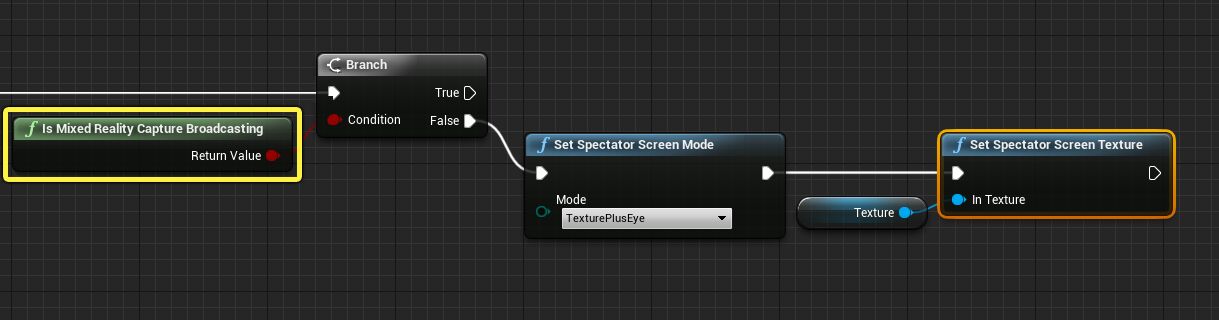 Branch
True
Is Mixed Reality Capture Broadcasting
Condition
False
Return Value
Set Spectator Screen Mode
Mode
TexturePlusEye
Texture
Set Spectator Screen Texture
In Texture